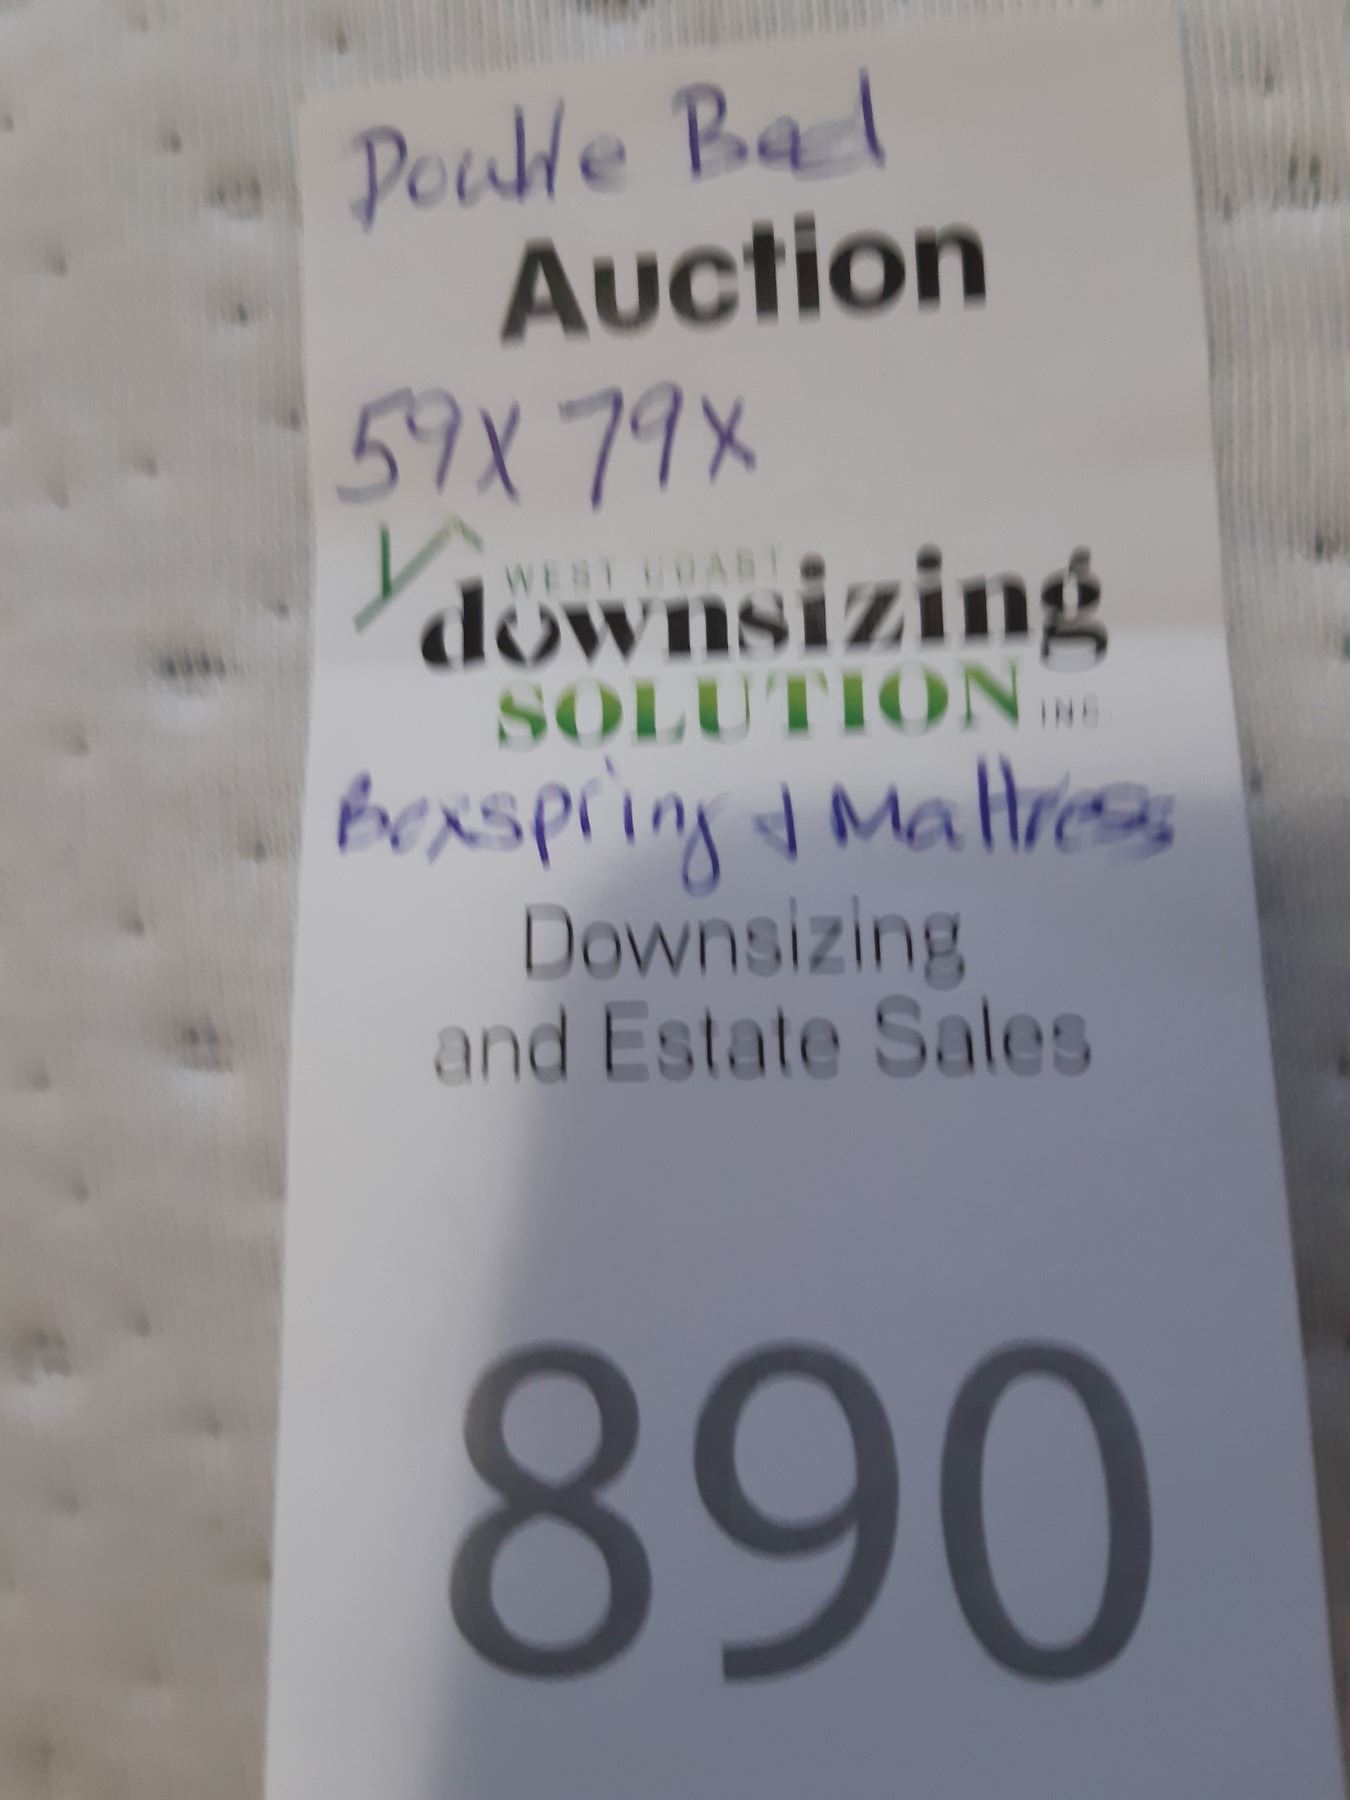 Double Bed
Auction
59x79x
WEST COAST
downsizing
SOLUTION INC.
Boxspring & Mattress
Downsizing
and Estate Sales
890